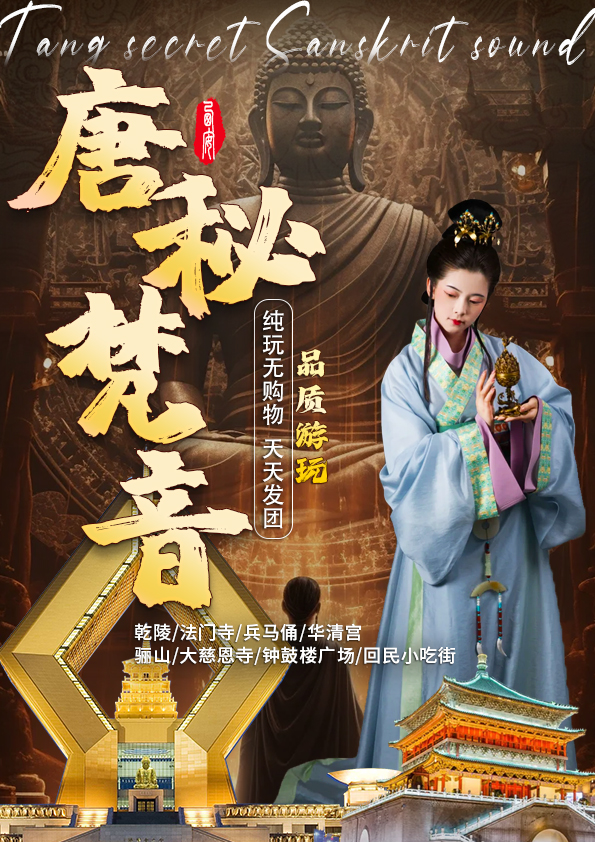 Tang secret Sanskrit sound
唐秘梵音
西安
纯玩无购物 天天发团
品质游玩
乾陵/法门寺/兵马俑/华清宫
骊山/大慈恩寺/钟鼓楼广场/回民小吃街